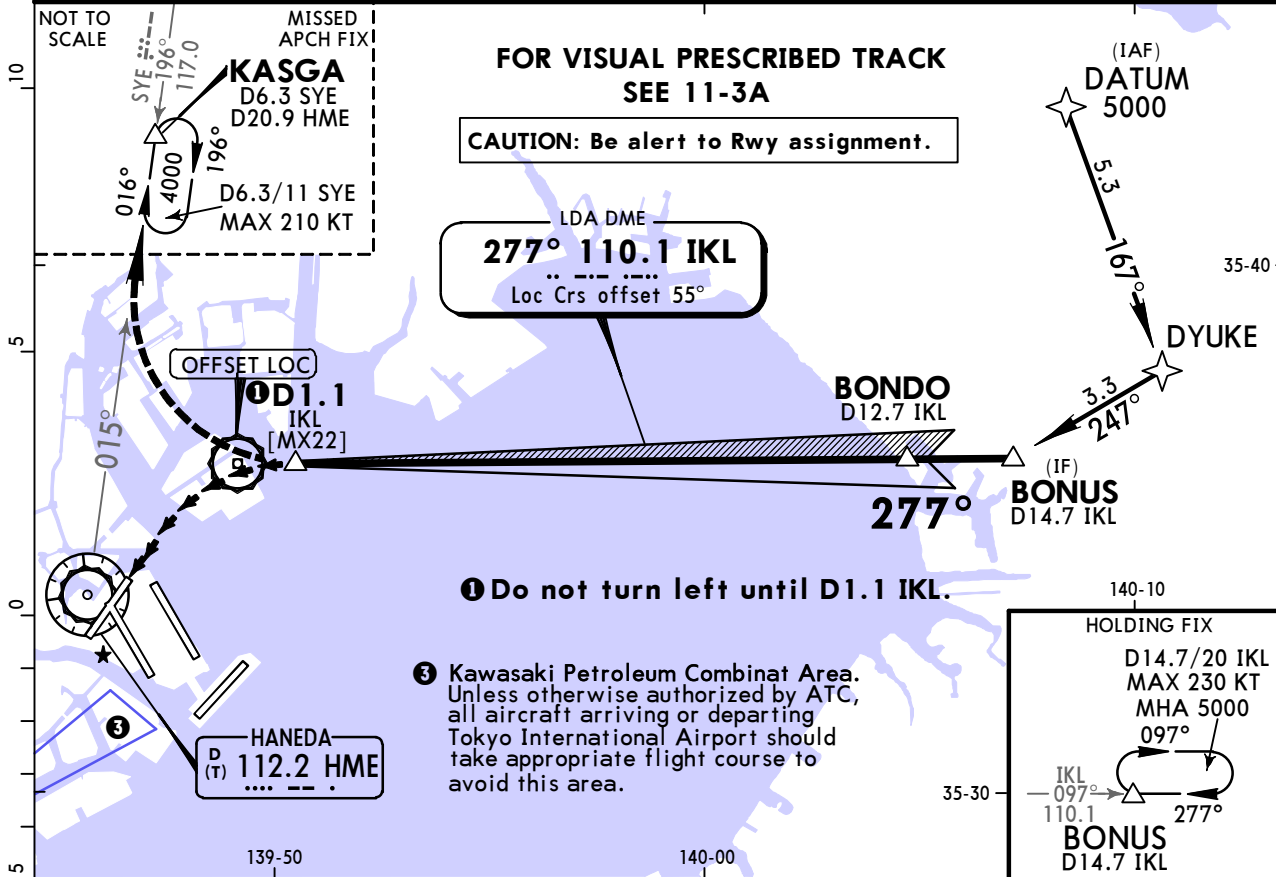 NOT TO
SCALE
MISSED
APCH FIX
SYE
196°
117.0
KASGA
D6.3 SYE
D20.9 HME
016°
4000
196°
D6.3/11 SYE
MAX 210 KT
FOR VISUAL PRESCRIBED TRACK
SEE 11-3A
CAUTION: Be alert to Rwy assignment.
(IAF)
DATUM
5000
5.3
167°
35-40
DYUKE
3.3
247°
LDA DME
277° 110.1 IKL
Loc Crs offset 55°
OFFSET LOC
❶D1.1
IKL
[MX22]
BONDO
D12.7 IKL
277°
(IF)
BONUS
D14.7 IKL
015°
❶Do not turn left until D1.1 IKL.
❸ Kawasaki Petroleum Combinat Area.
Unless otherwise authorized by ATC,
all aircraft arriving or departing
Tokyo International Airport should
take appropriate flight course to
avoid this area.
❸
HANEDA
D
(T) 112.2 HME
140-10
HOLDING FIX
D14.7/20 IKL
MAX 230 KT
MHA 5000
097°
IKL
097°
110.1
277°
BONUS
D14.7 IKL
35-30
139-50
140-00
10
5
0
5